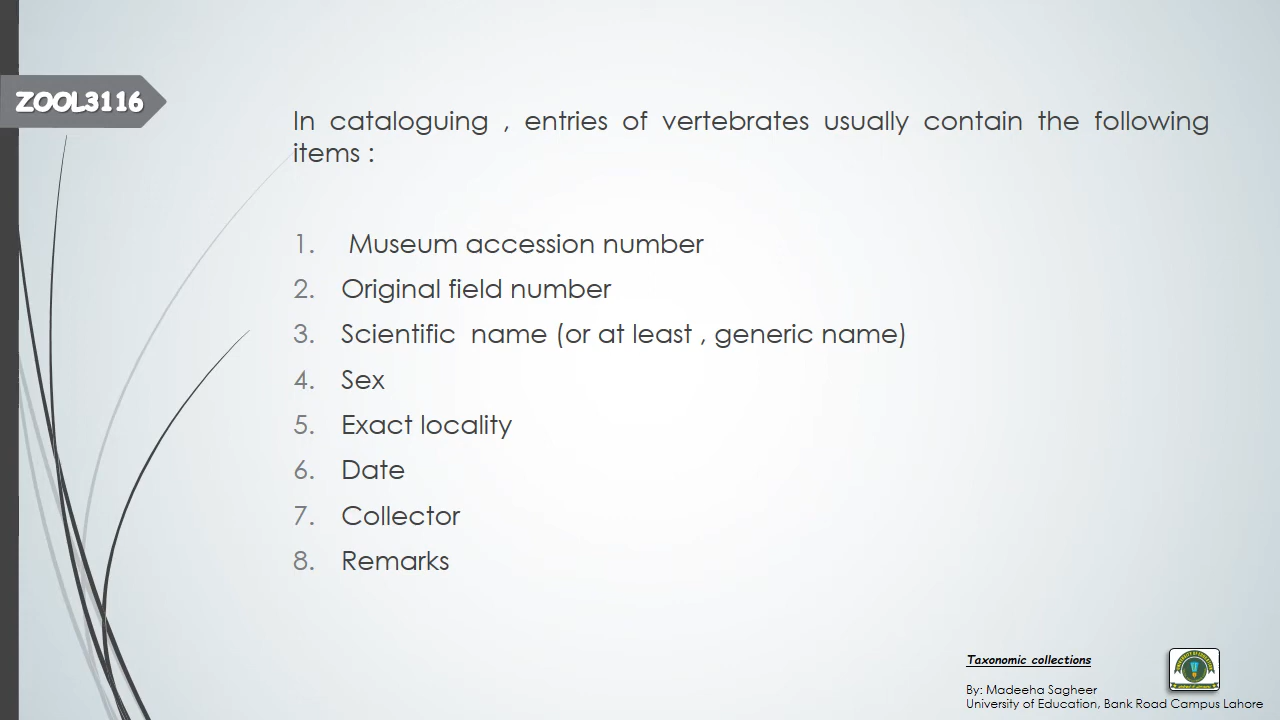 ZOOL3116
In cataloguing , entries of vertebrates usually contain the following
items :
1. Museum accession number
2. Original field number
3. Scientific name (or at least , generic name)
4. Sex
5. Exact locality
6. Date
7. Collector
8. Remarks
Taxonomic collections
By: Madeeha Sagheer
University of Education, Bank Road Campus Lahore